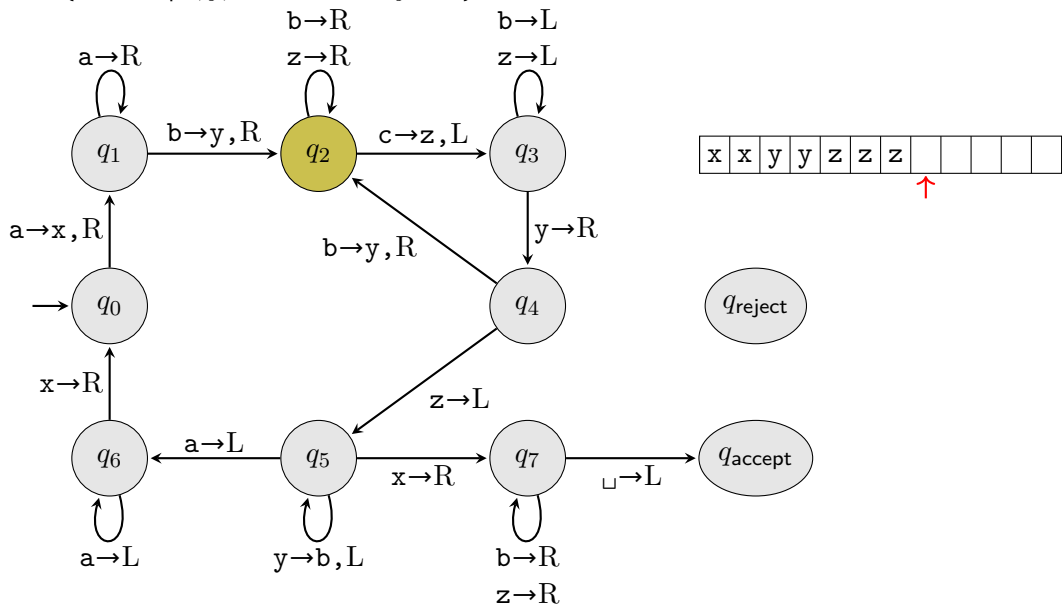 b→R
z→R
b→L
z→L
a→R
q1
b→y,R
q2
c→z,L
q3
x x y y z z z
↑
a→x,R
b→y,R
y→R
q0
q4
qreject
x→R
z→L
q6
a→L
q5
x→R
q7
␣→L
qaccept
a→L
y→b,L
b→R
z→R